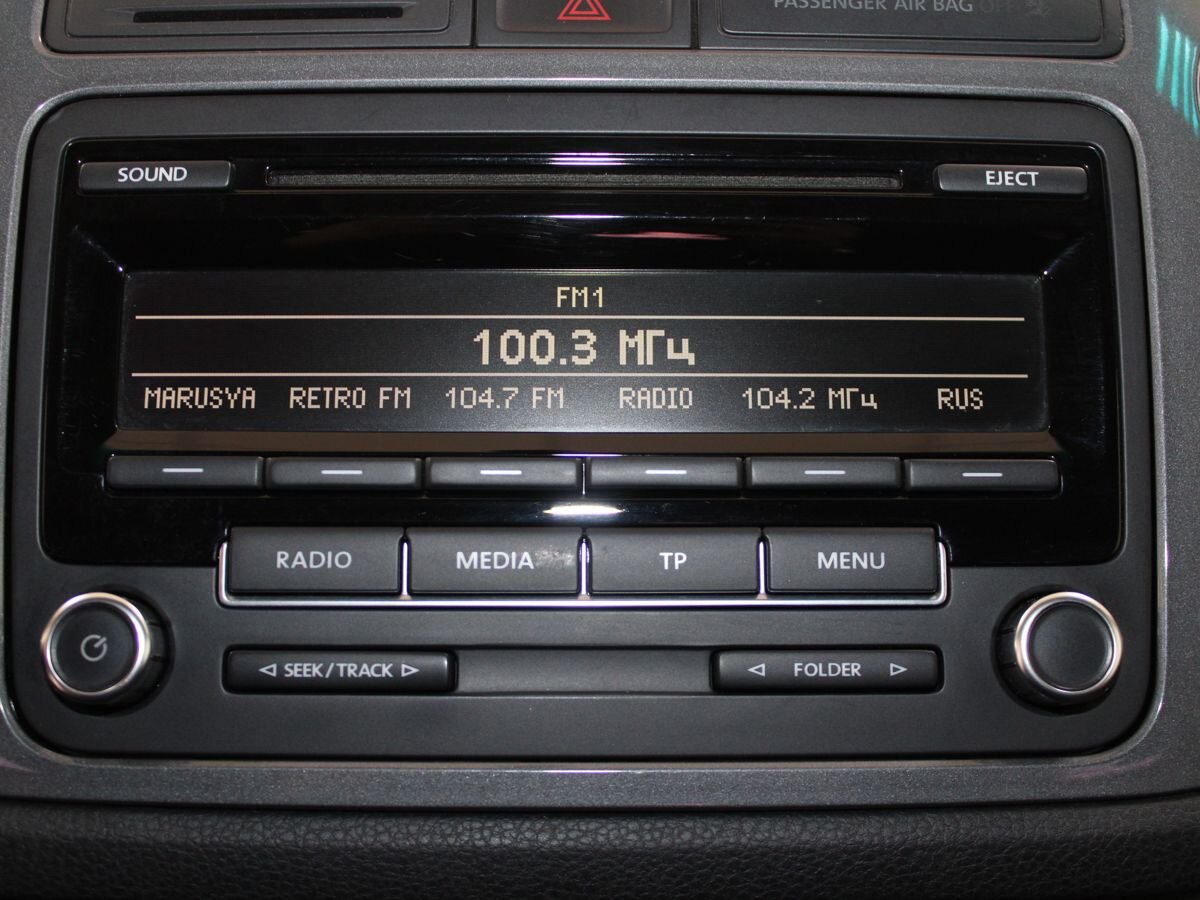 PASSENGER AIR BAG OFF
SOUND
EJECT
FM1
100.3 МГц
MARUSYA RETRO FM 104.7 FM RADIO 104.2 МГц RUS
RADIO MEDIA TP MENU
SEEK/TRACK FOLDER